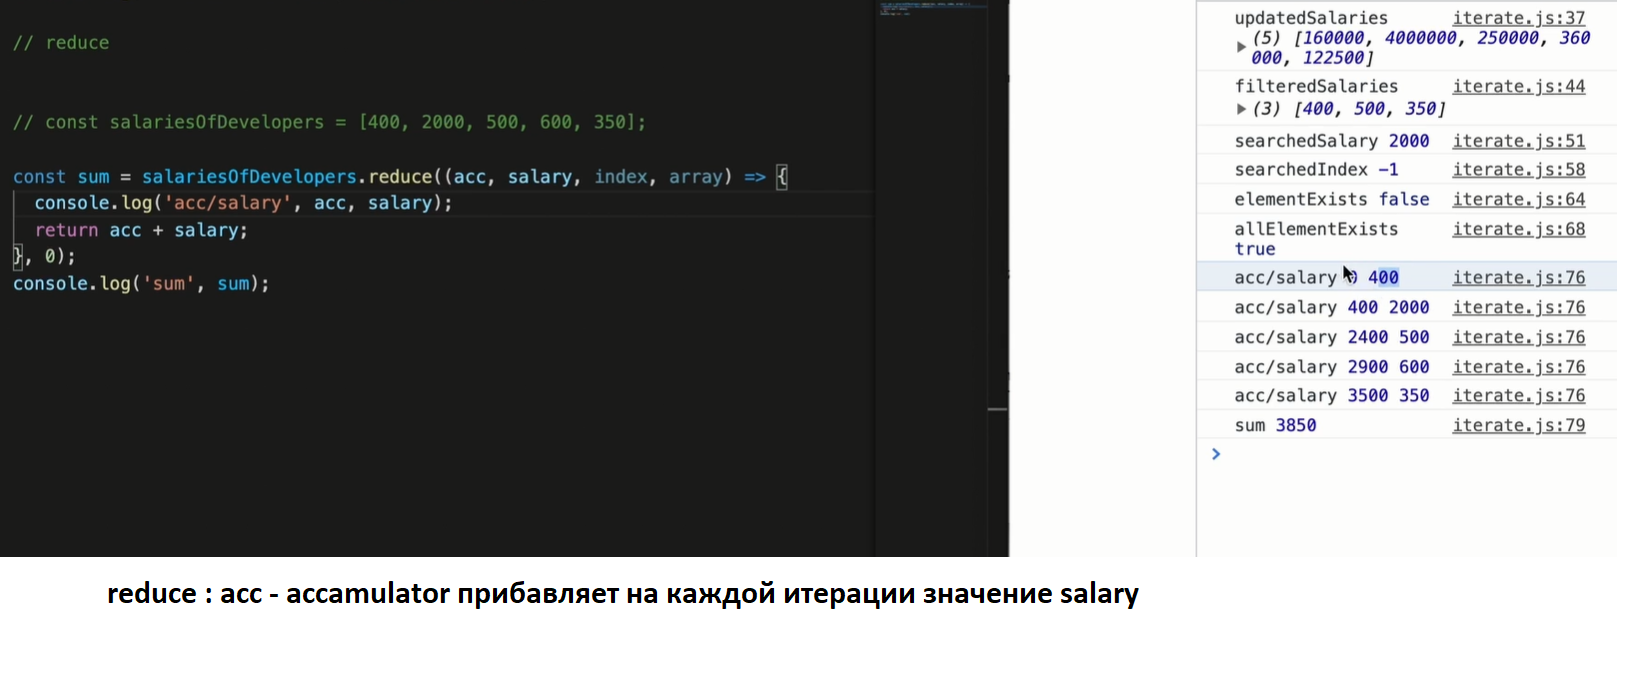 // reduce
// const salariesOfDevelopers = [400, 2000, 500, 600, 350];
const sum = salariesOfDevelopers.reduce((acc, salary, index, array) => {
console.log('acc/salary', acc, salary);
return acc + salary;
}, 0);
console.log('sum', sum);
updatedSalaries iterate.js:37
(5) [160000, 4000000, 250000, 360
000, 122500]
filteredSalaries iterate.js:44
(3) [400, 500, 350]
searchedSalary 2000 iterate.js:51
searchedIndex -1 iterate.js:58
elementExists false iterate.js:64
allElementExists iterate.js:68
true
acc/salary 0 400 iterate.js:76
acc/salary 400 2000 iterate.js:76
acc/salary 2400 500 iterate.js:76
acc/salary 2900 600 iterate.js:76
acc/salary 3500 350 iterate.js:76
sum 3850 iterate.js:79
reduce : acc - accamulator прибавляет на каждой итерации значение salary